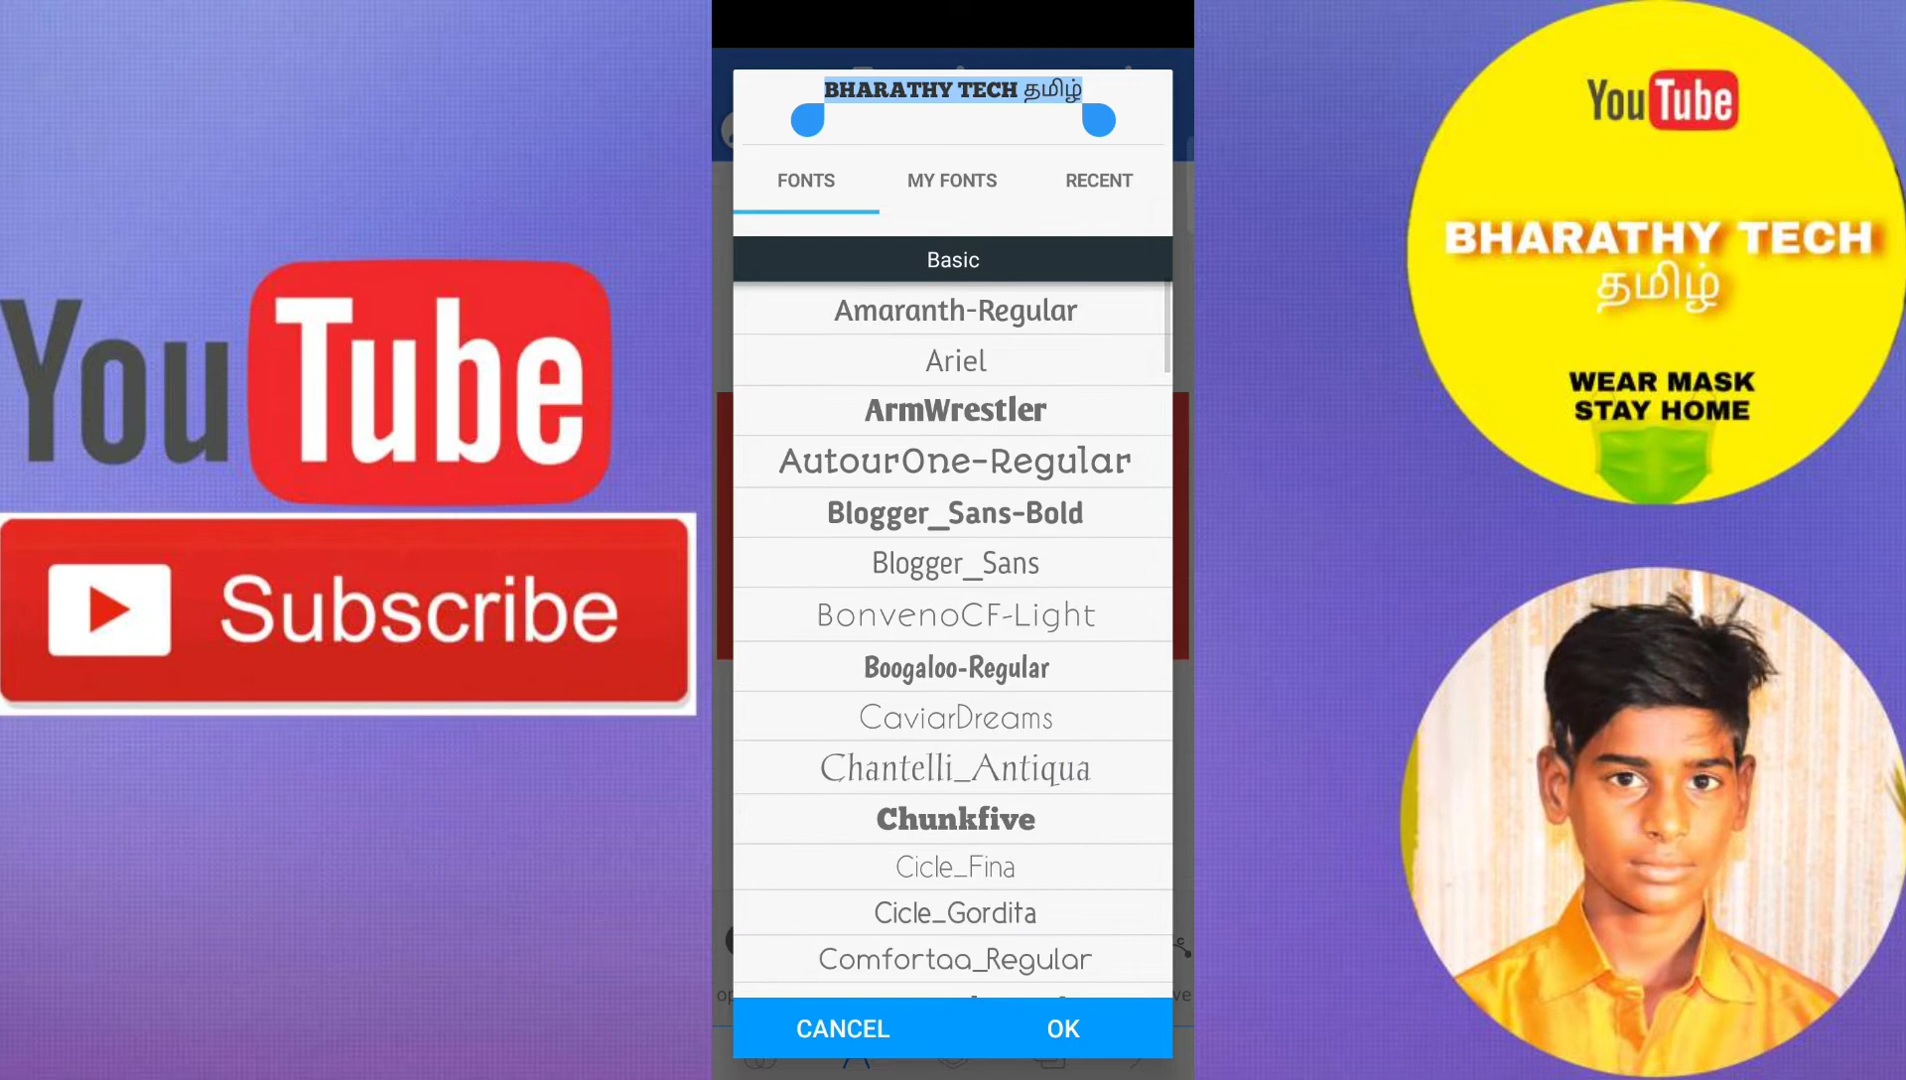 YouTube
Subscribe
BHARATHY TECH தமிழ்
FONTS
MY FONTS
RECENT
Basic
Amaranth-Regular
Ariel
ArmWrestler
AutourOne-Regular
Blogger_Sans-Bold
Blogger_Sans
BonvenoCF-Light
Boogaloo-Regular
CaviarDreams
Chantelli_Antiqua
Chunkfive
Cicle_Fina
Cicle_Gordita
Comfortaa_Regular
CANCEL
OK
YouTube
BHARATHY TECH
தமிழ்
WEAR MASK
STAY HOME